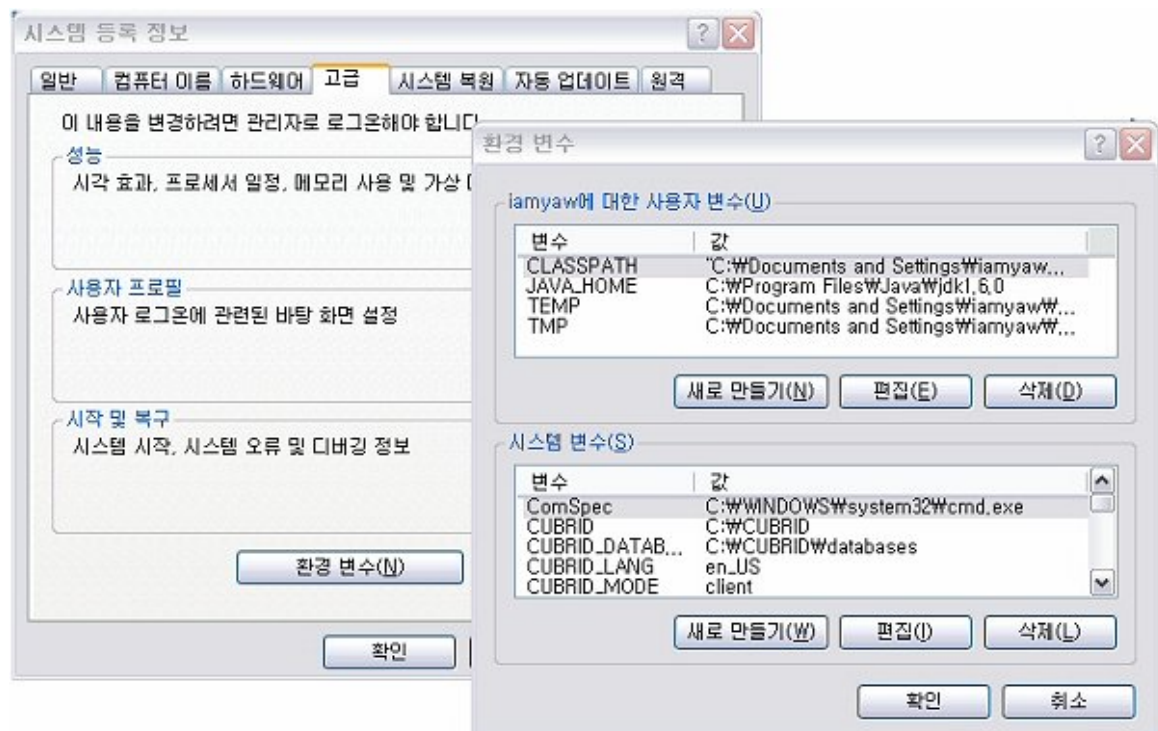 시스템 등록 정보
일반 컴퓨터 이름 하드웨어 고급 시스템 복원 자동 업데이트 원격
이 내용을 변경하려면 관리자로 로그온해야 합니다
성능
시각 효과, 프로세서 일정, 메모리 사용 및 가상
사용자 프로필
사용자 로그온에 관련된 바탕 화면 설정
시작 및 복구
시스템 시작, 시스템 오류 및 디버깅 정보
환경 변수(N)
확인
환경 변수
iamyaw에 대한 사용자 변수(U)
변수 값
CLASSPATH "C:₩Documents and Settings₩iamyaw...
JAVA_HOME C:₩Program Files₩Java₩jdk1.6.0
TEMP C:₩Documents and Settings₩iamyaw₩...
TMP C:₩Documents and Settings₩iamyaw₩...
새로 만들기(N) 편집(E) 삭제(D)
시스템 변수(S)
변수 값
ComSpec C:₩WINDOWS₩system32₩cmd.exe
CUBRID C:₩CUBRID
CUBRID_DATAB... C:₩CUBRID₩databases
CUBRID_LANG en_US
CUBRID_MODE client
새로 만들기(W) 편집(I) 삭제(L)
확인 취소